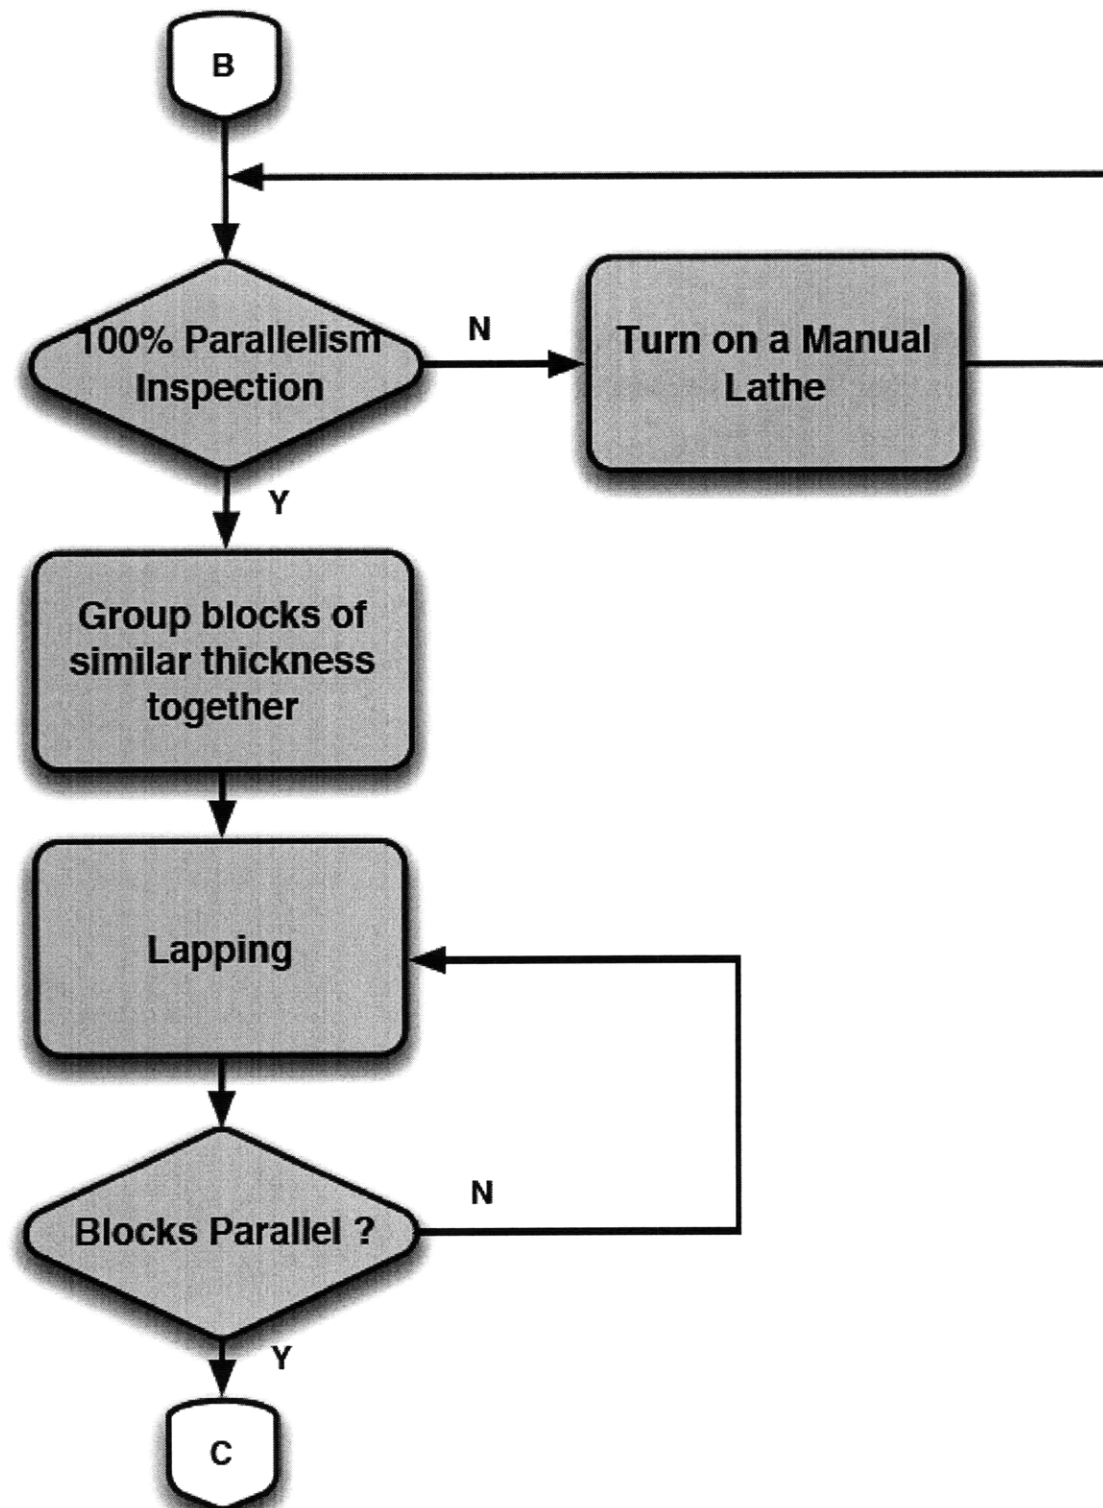 B
100% Parallelism
Inspection
N
Turn on a Manual
Lathe
Y
Group blocks of
similar thickness
together
Lapping
Blocks Parallel ?
N
Y
C